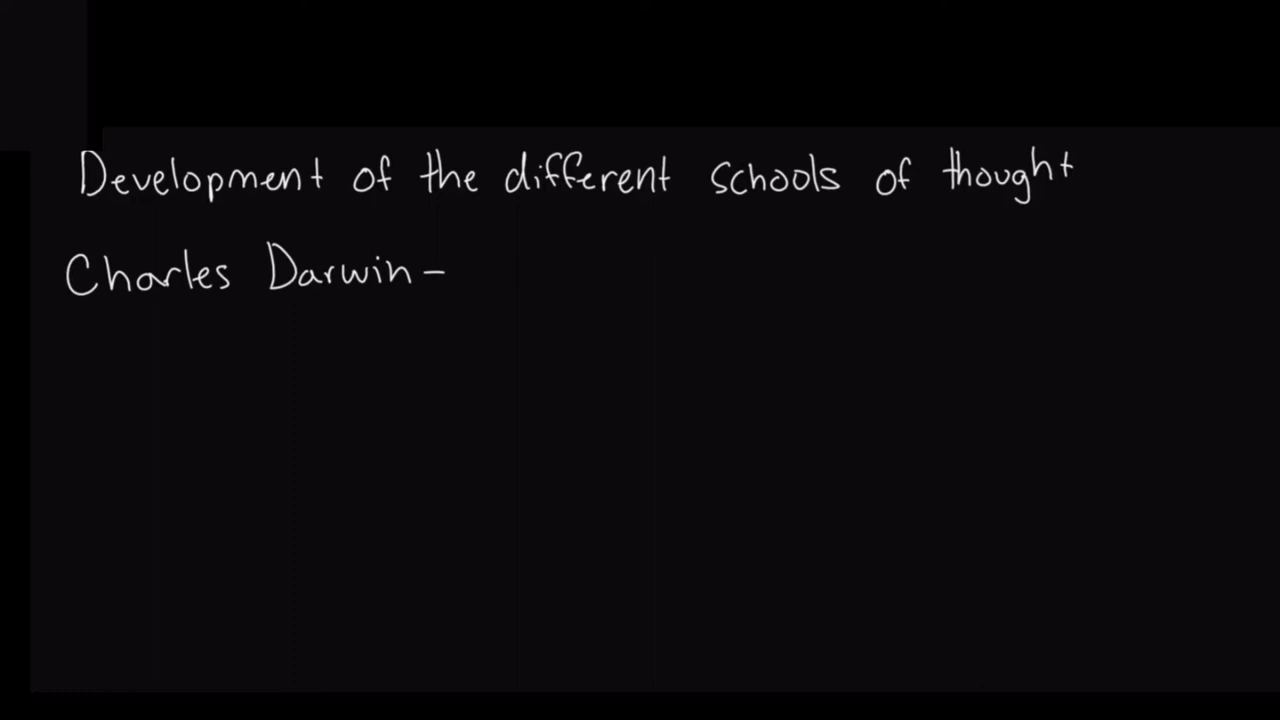 Development of the different schools of thought
Charles Darwin-